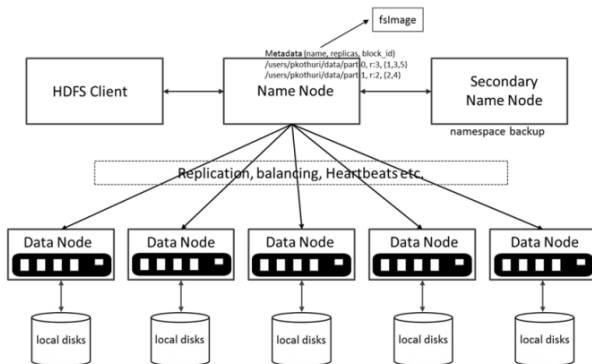 fsImage
Metadata (name, replicas, block_id)
/users/pkothuri/data/part-0, r:3, {1,3,5}
/users/pkothuri/data/part-1, r:2, {2,4}
HDFS Client
Name Node
Secondary
Name Node
namespace backup
Replication, balancing, Heartbeats etc.
Data Node
Data Node
Data Node
Data Node
Data Node
local disks
local disks
local disks
local disks
local disks